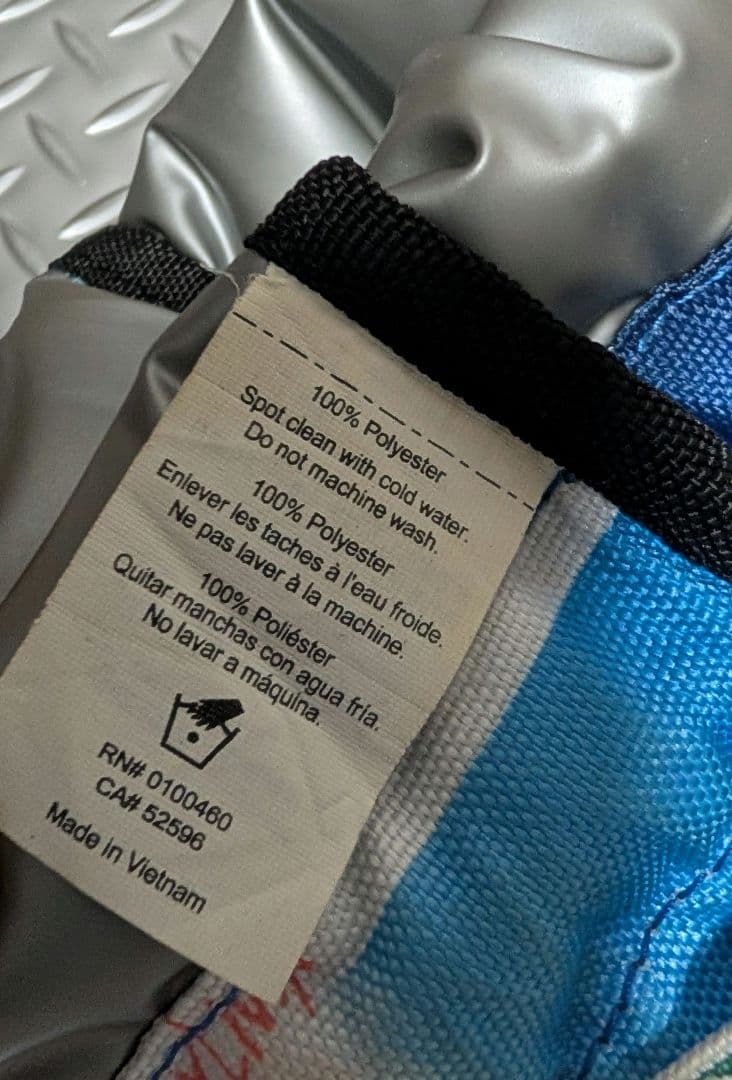 100% Polyester
Spot clean with cold water.
Do not machine wash.
100% Polyester
Enlever les taches à l'eau froide.
Ne pas laver à la machine.
100% Poliéster
Quitar manchas con agua fría.
No lavar a máquina.
RN# 0100460
CA# 52596
Made in Vietnam